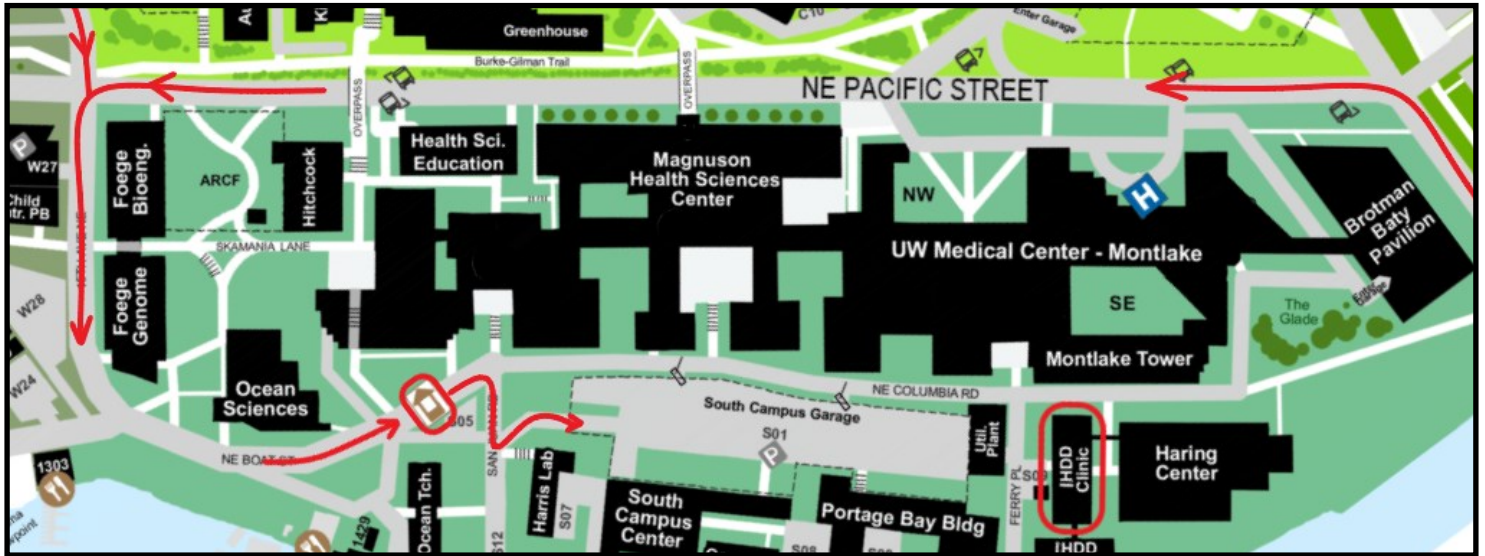 C10
Enter Garage
Greenhouse
Burke-Gilman Trail
OVERPASS
OVERPASS
NE PACIFIC STREET
P
W27
Child
Foege
Bioeng.
ARCF
Hitchcock
Health Sci.
Education
Magnuson
Health Sciences
Center
NW
H
UW Medical Center - Montlake
Brotman
Baty
Pavilion
SKAMANIA LANE
Foege
Genome
W28
W24
SE
The
Glade
Enter
Garage
Montlake Tower
Ocean
Sciences
NE COLUMBIA RD
South Campus Garage
S05
S01
P
Util.
Plant
IHDD
Clinic
Haring
Center
NE BOAT ST
1303
Ocean Tch.
Harris Lab
S07
S12
South
Campus
Center
Portage Bay Bldg
S08
FERRY PL
S09
IHDD
1429